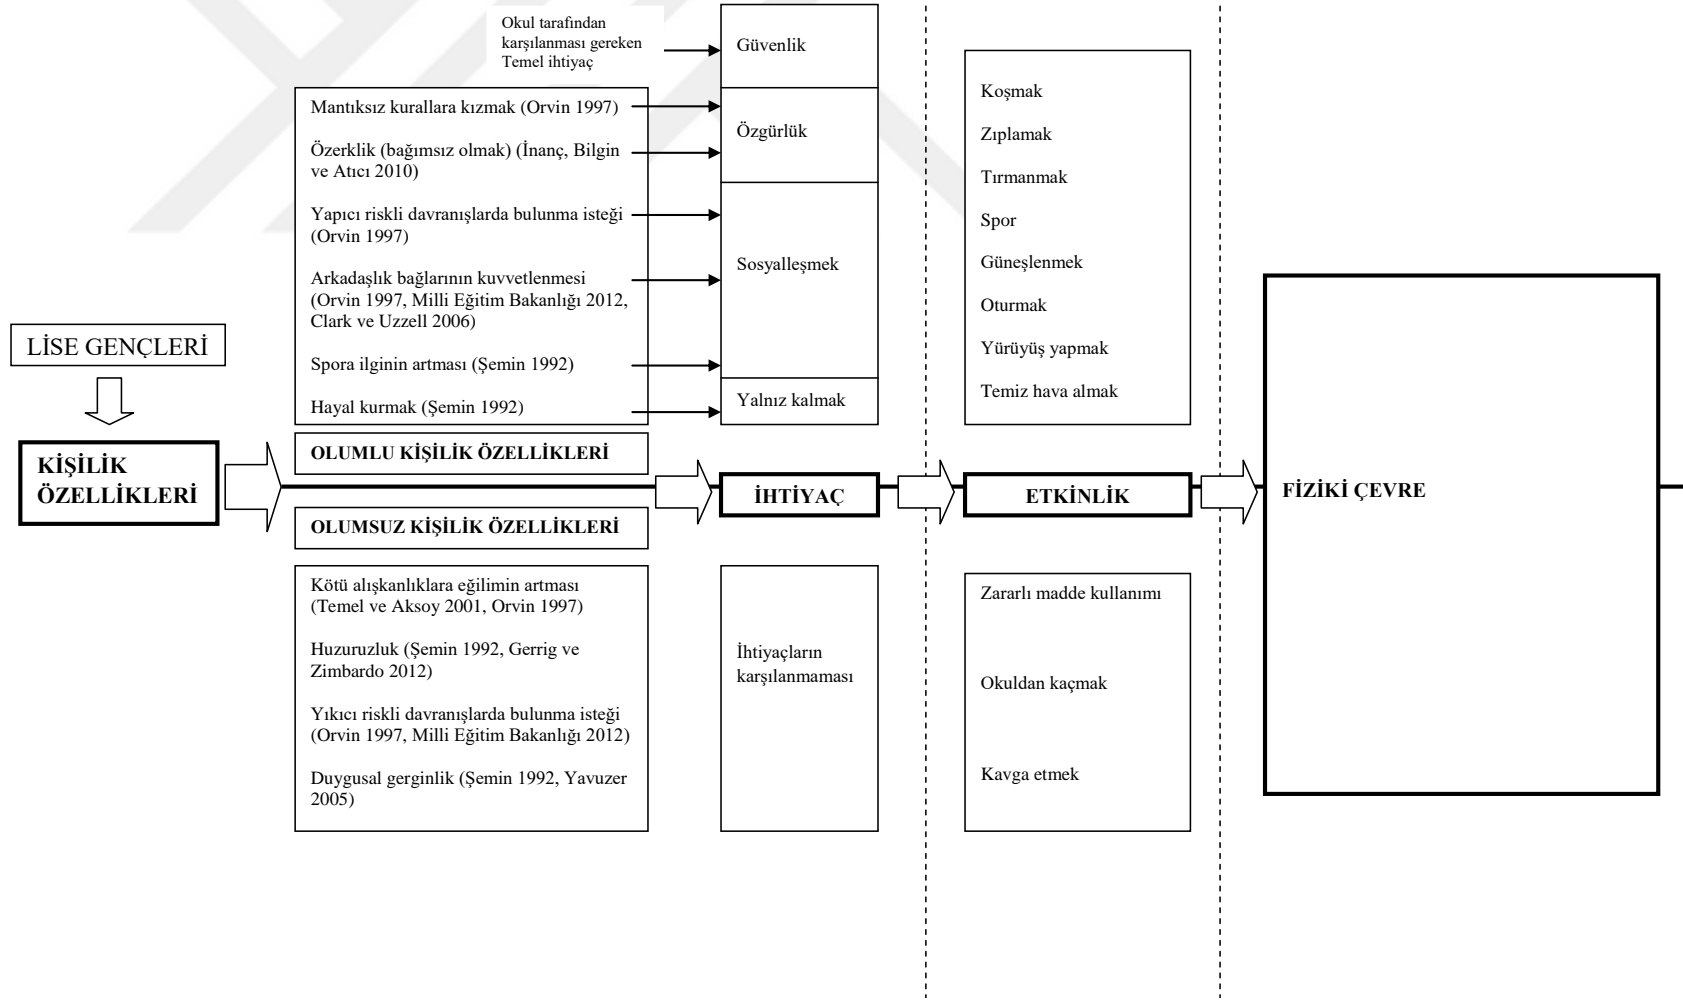 Okul tarafından
karşılanması gereken
Temel ihtiyaç
LİSE GENÇLERİ
KİŞİLİK
ÖZELLİKLERİ
Mantıksız kurallara kızmak (Orvin 1997)
Özerklik (bağımsız olmak) (İnanç, Bilgin
ve Atıcı 2010)
Yapıcı riskli davranışlarda bulunma isteği
(Orvin 1997)
Arkadaşlık bağlarının kuvvetlenmesi
(Orvin 1997, Milli Eğitim Bakanlığı 2012,
Clark ve Uzzell 2006)
Spora ilginin artması (Şemin 1992)
Hayal kurmak (Şemin 1992)
OLUMLU KİŞİLİK ÖZELLİKLERİ
OLUMSUZ KİŞİLİK ÖZELLİKLERİ
Kötü alışkanlıklara eğilimin artması
(Temel ve Aksoy 2001, Orvin 1997)
Huzuruzluk (Şemin 1992, Gerrig ve
Zimbardo 2012)
Yıkıcı riskli davranışlarda bulunma isteği
(Orvin 1997, Milli Eğitim Bakanlığı 2012)
Duygusal gerginlik (Şemin 1992, Yavuzer
2005)
Güvenlik
Özgürlük
Sosyalleşmek
Yalnız kalmak
İHTİYAÇ
İhtiyaçların
karşılanmaması
Koşmak
Zıplamak
Tırmanmak
Spor
Güneşlenmek
Oturmak
Yürüyüş yapmak
Temiz hava almak
ETKİNLİK
Zararlı madde kullanımı
Okuldan kaçmak
Kavga etmek
FİZİKİ ÇEVRE